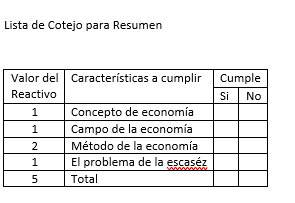 Lista de Cotejo para Resumen
Valor del Reactivo Características a cumplir Cumple
Si No
1 Concepto de economía
1 Campo de la economía
2 Método de la economía
1 El problema de la escaséz
5 Total